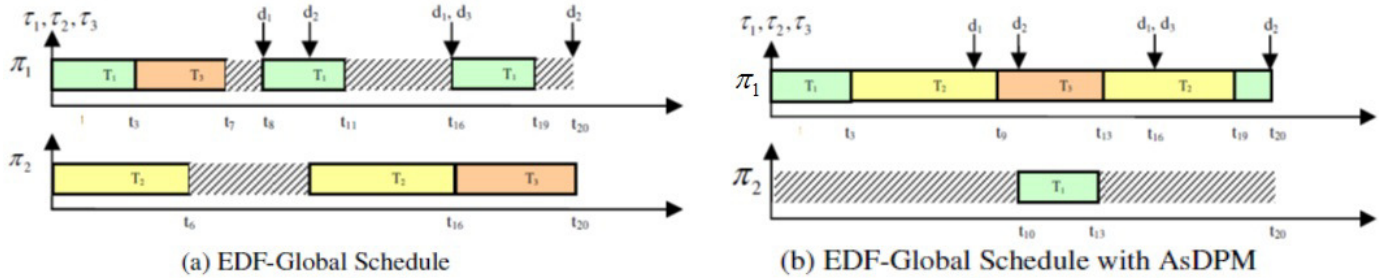 τ₁, τ₂, τ₃ d₁ d₂ d₁, d₃ d₂
π₁ T₁ T₃ T₁ T₁
t₃ t₇ t₈ t₁₁ t₁₆ t₁₉ t₂₀
π₂ T₂ T₂ T₃
t₆ t₁₆ t₂₀
(a) EDF-Global Schedule
τ₁, τ₂, τ₃ d₁ d₂ d₁, d₃ d₂
π₁ T₁ T₂ T₃ T₂
t₃ t₉ t₁₃ t₁₆ t₁₉ t₂₀
π₂ T₁
t₁₀ t₁₃ t₂₀
(b) EDF-Global Schedule with AsDPM